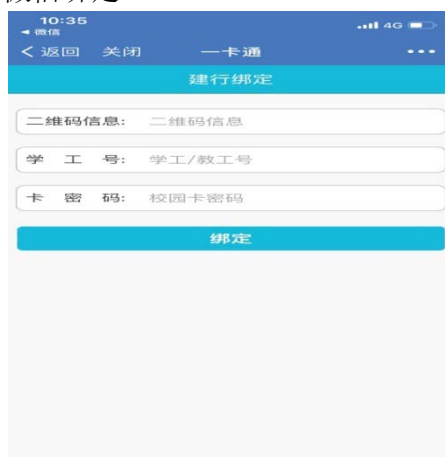 10:35
4G
◀ 微信
< 返回 关闭 一卡通 •••
建行绑定
二维码信息: 二维码信息
学工号: 学工/教工号
卡密码: 校园卡密码
绑定